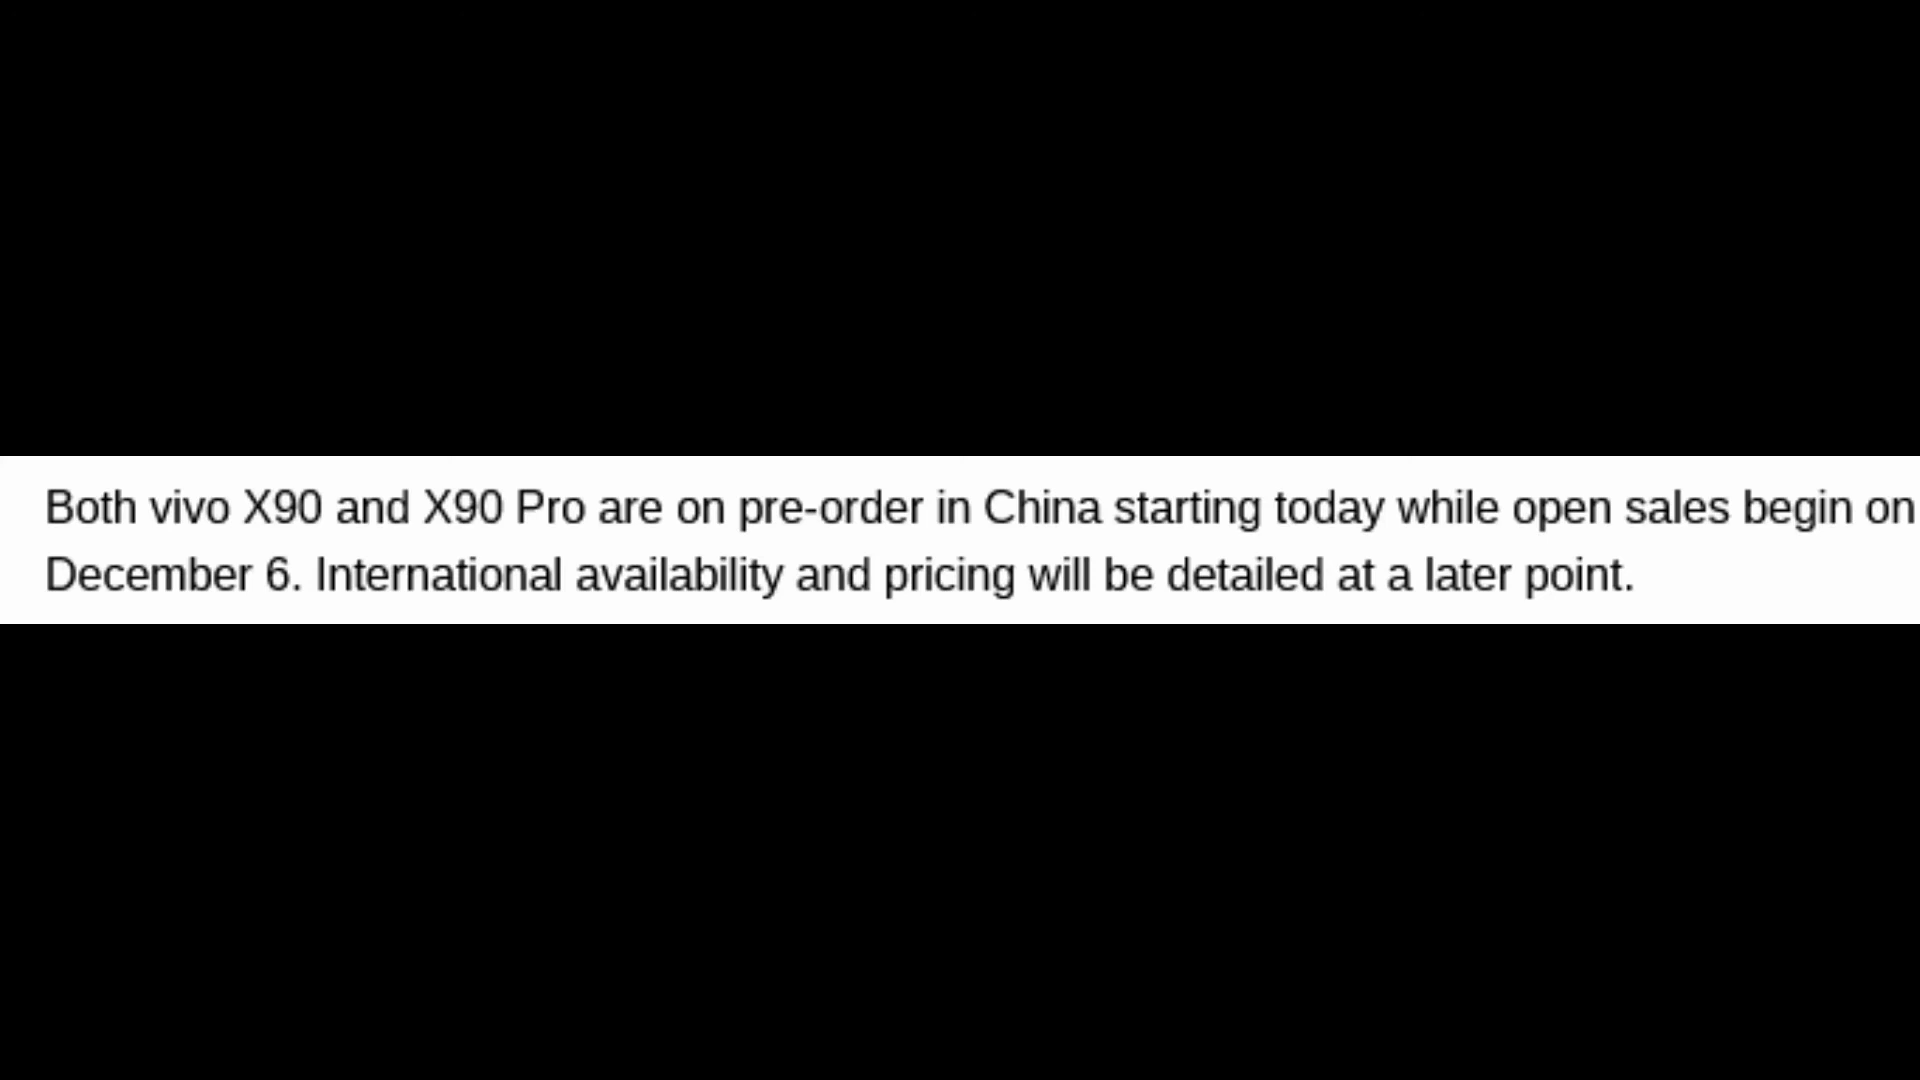 Both vivo X90 and X90 Pro are on pre-order in China starting today while open sales begin on
December 6. International availability and pricing will be detailed at a later point.